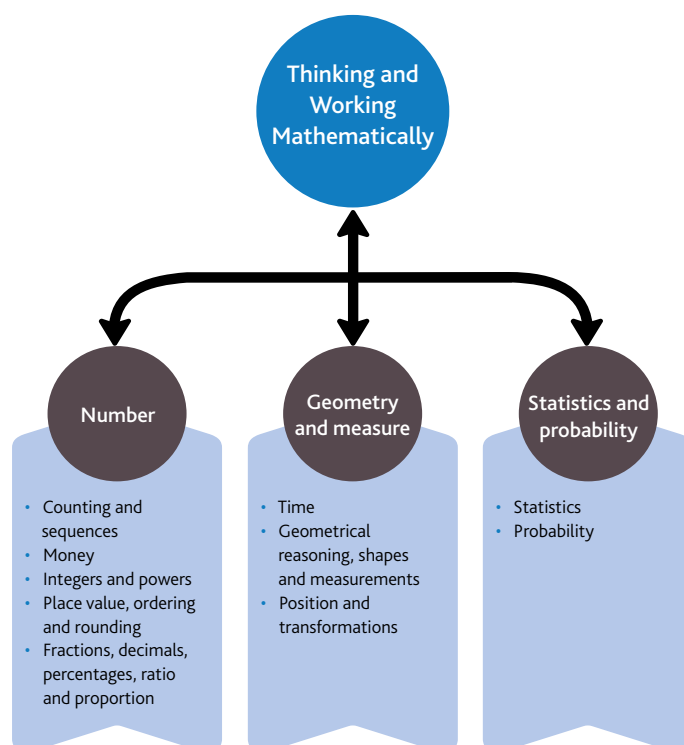 Thinking and
Working
Mathematically
Number
Geometry
and measure
Statistics and
probability
• Counting and
sequences
• Money
• Integers and powers
• Place value, ordering
and rounding
• Fractions, decimals,
percentages, ratio
and proportion
• Time
• Geometrical
reasoning, shapes
and measurements
• Position and
transformations
• Statistics
• Probability